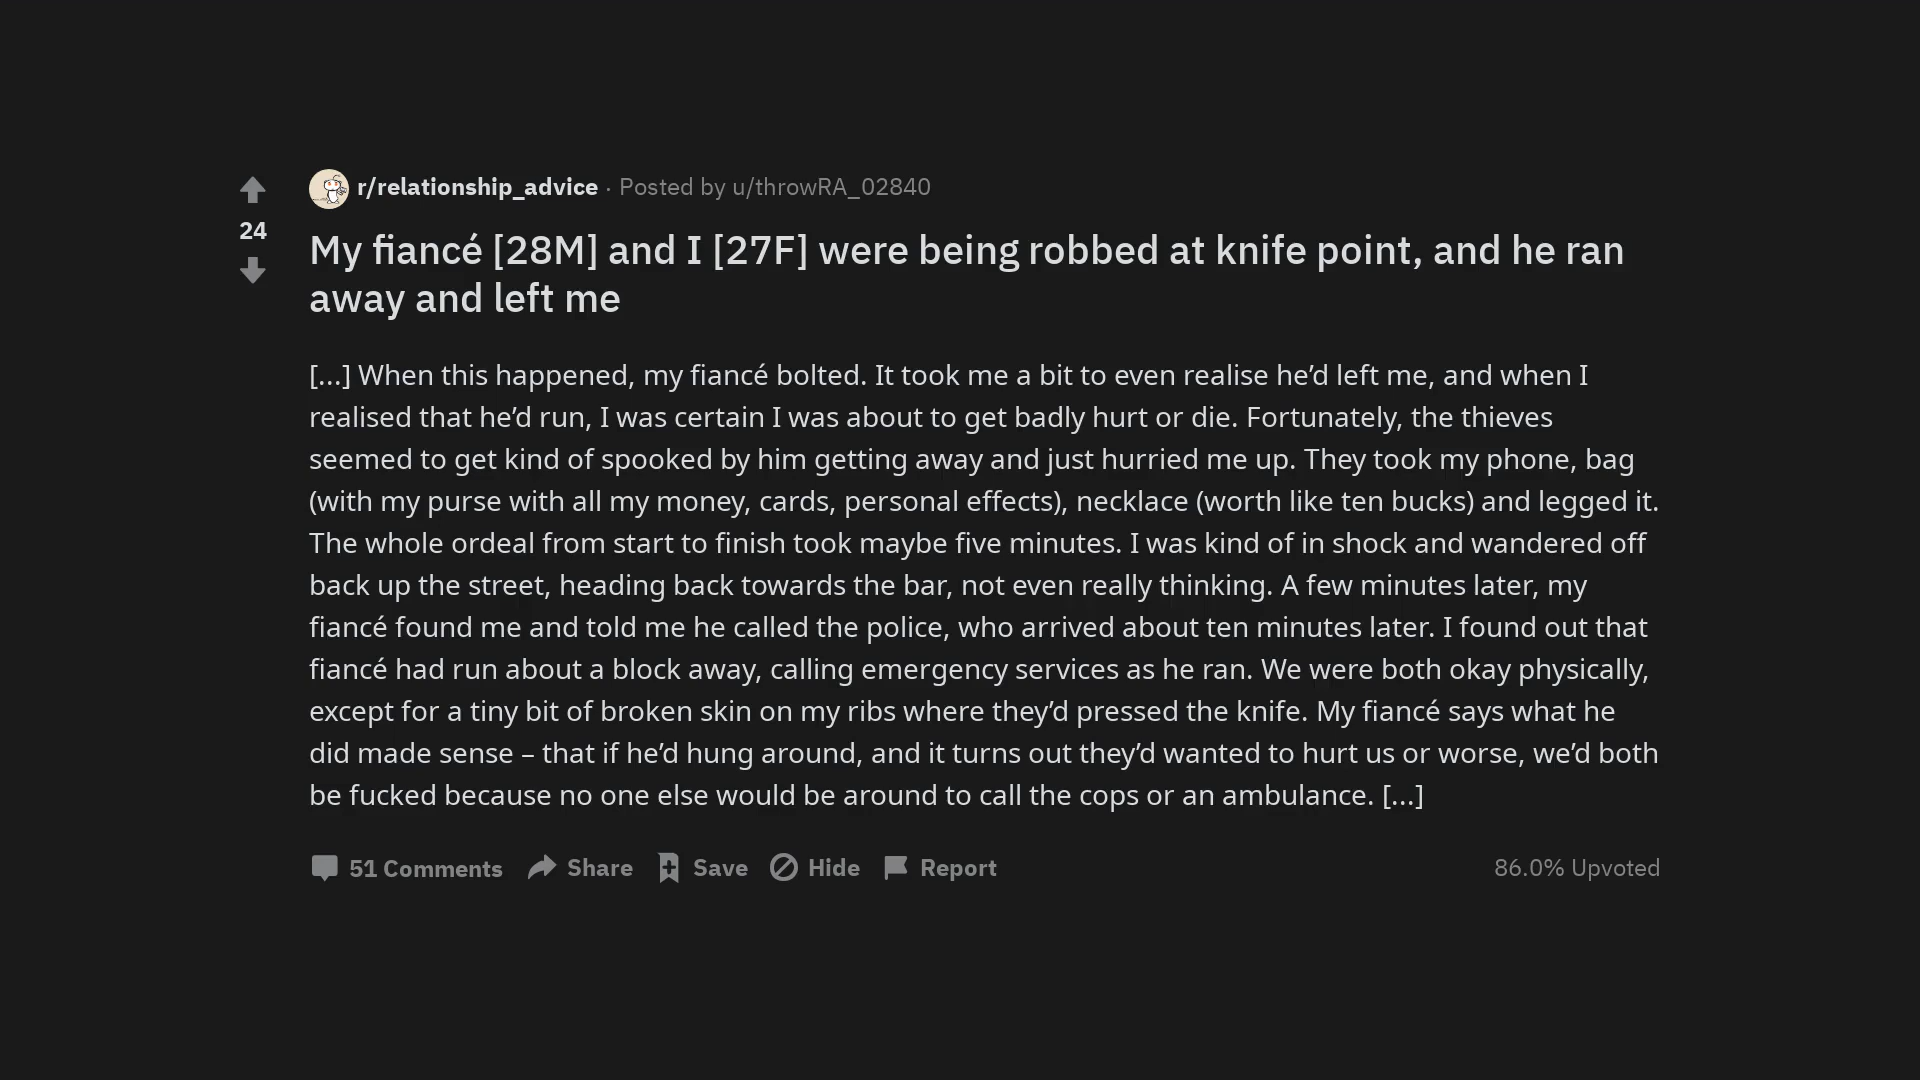 r/relationship_advice · Posted by u/throwRA_02840
24
My fiancé [28M] and I [27F] were being robbed at knife point, and he ran
away and left me
[...] When this happened, my fiancé bolted. It took me a bit to even realise he’d left me, and when I
realised that he’d run, I was certain I was about to get badly hurt or die. Fortunately, the thieves
seemed to get kind of spooked by him getting away and just hurried me up. They took my phone, bag
(with my purse with all my money, cards, personal effects), necklace (worth like ten bucks) and legged it.
The whole ordeal from start to finish took maybe five minutes. I was kind of in shock and wandered off
back up the street, heading back towards the bar, not even really thinking. A few minutes later, my
fiancé found me and told me he called the police, who arrived about ten minutes later. I found out that
fiancé had run about a block away, calling emergency services as he ran. We were both okay physically,
except for a tiny bit of broken skin on my ribs where they’d pressed the knife. My fiancé says what he
did made sense – that if he’d hung around, and it turns out they’d wanted to hurt us or worse, we’d both
be fucked because no one else would be around to call the cops or an ambulance. [...]
51 Comments Share Save Hide Report 86.0% Upvoted